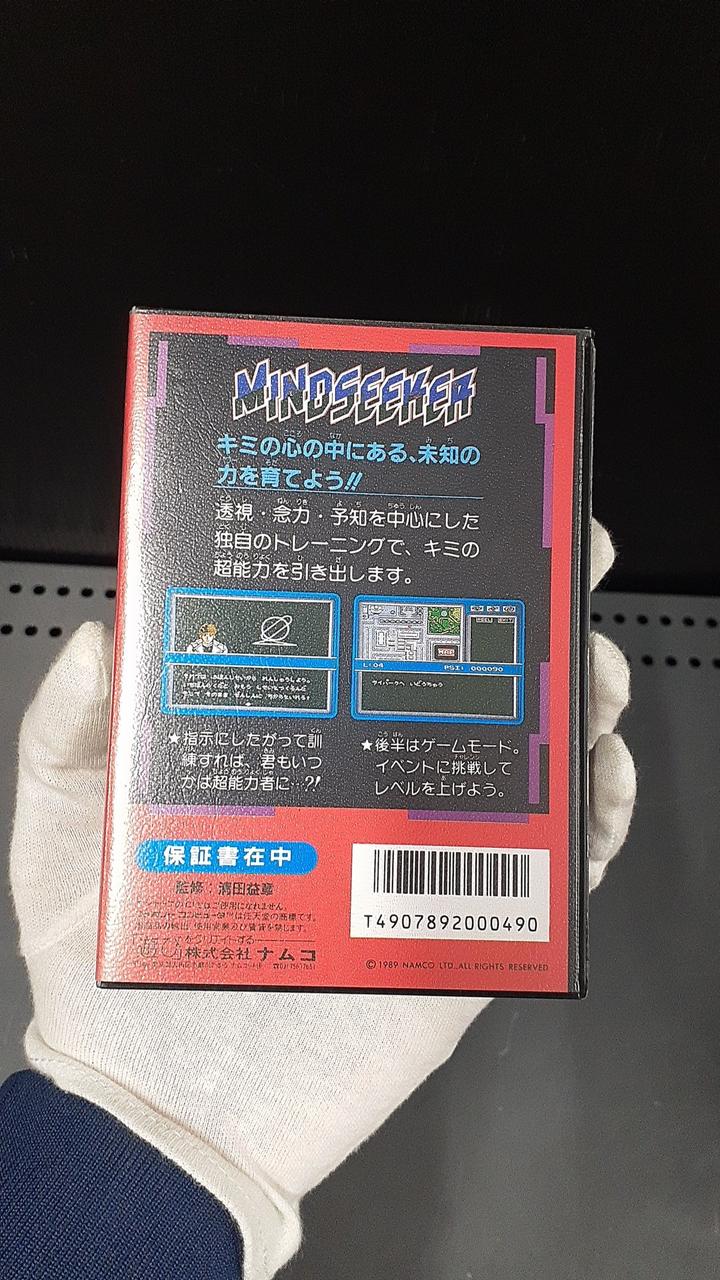 MINDSEEKER
キミの心の中にある、未知の
力を育てよう!!
透視・念力・予知を中心にした
独自のトレーニングで、キミの
超能力を引き出します。
L:04 PSI: 000090
★指示にしたがって訓
練すれば、君もいつ
かは超能力者に…?!
★後半はゲームモード。
イベントに挑戦して
レベルを上げよう。
保証書在中
監修：清田益章
T4907892000490
株式会社ナムコ
© 1989 NAMCO LTD., ALL RIGHTS RESERVED